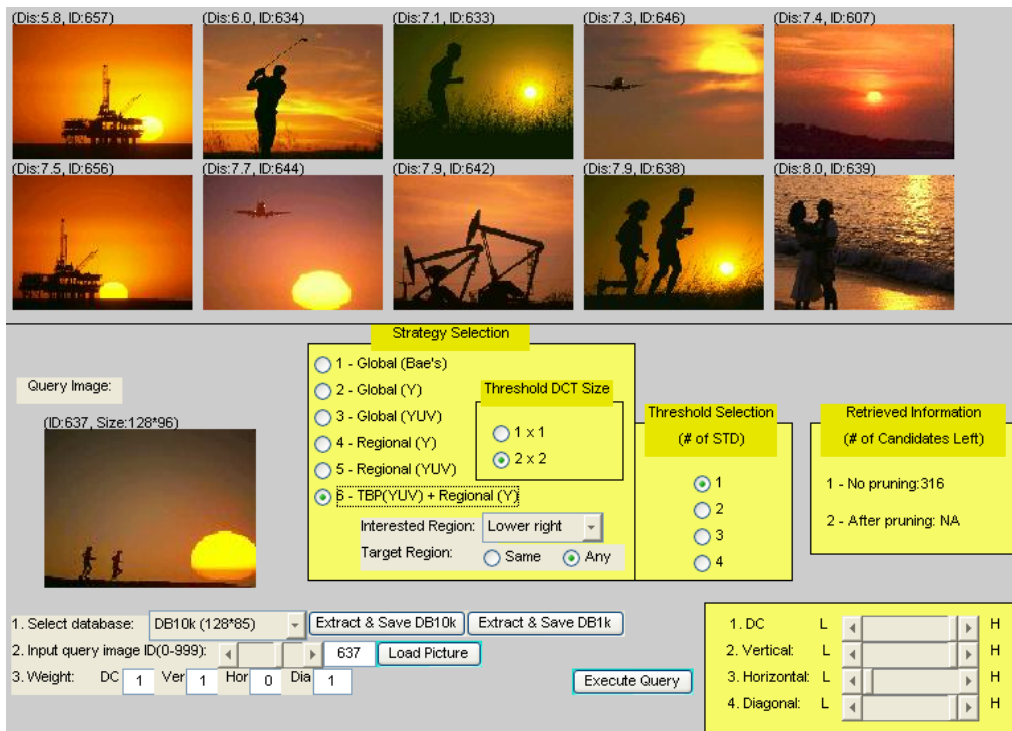 (Dis:5.8, ID:657) (Dis:6.0, ID:634) (Dis:7.1, ID:633) (Dis:7.3, ID:646) (Dis:7.4, ID:607)
(Dis:7.5, ID:656) (Dis:7.7, ID:644) (Dis:7.9, ID:642) (Dis:7.9, ID:638) (Dis:8.0, ID:639)
Query Image:
(ID:637, Size:128*96)
Strategy Selection
1 - Global (Bae's)
2 - Global (Y)
3 - Global (YUV)
4 - Regional (Y)
5 - Regional (YUV)
6 - TBP(YUV) + Regional (Y)
Threshold DCT Size
1 x 1
2 x 2
Interested Region: Lower right
Target Region: Same Any
Threshold Selection
(# of STD)
1
2
3
4
Retrieved Information
(# of Candidates Left)
1 - No pruning:316
2 - After pruning: NA
1. Select database: DB10k (128*85) Extract & Save DB10k Extract & Save DB1k
2. Input query image ID(0-999): 637 Load Picture
3. Weight: DC 1 Ver 1 Hor 0 Dia 1
Execute Query
1. DC L H
2. Vertical: L H
3. Horizontal: L H
4. Diagonal: L H